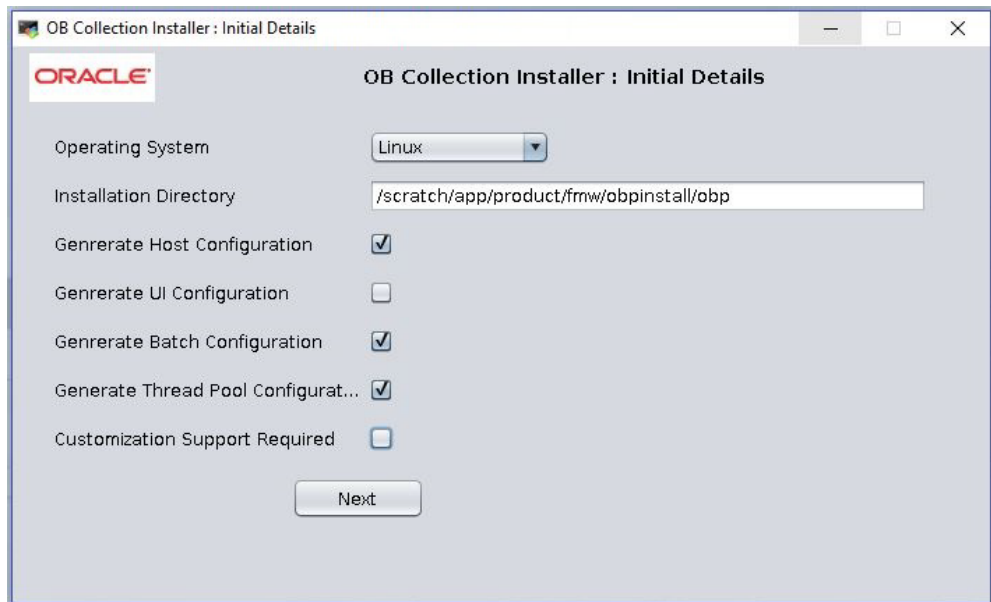 OB Collection Installer : Initial Details
ORACLE'
OB Collection Installer : Initial Details
Operating System
Linux
Installation Directory
/scratch/app/product/fmw/obpinstall/obp
Genrerate Host Configuration
Genrerate UI Configuration
Genrerate Batch Configuration
Generate Thread Pool Configurat...
Customization Support Required
Next